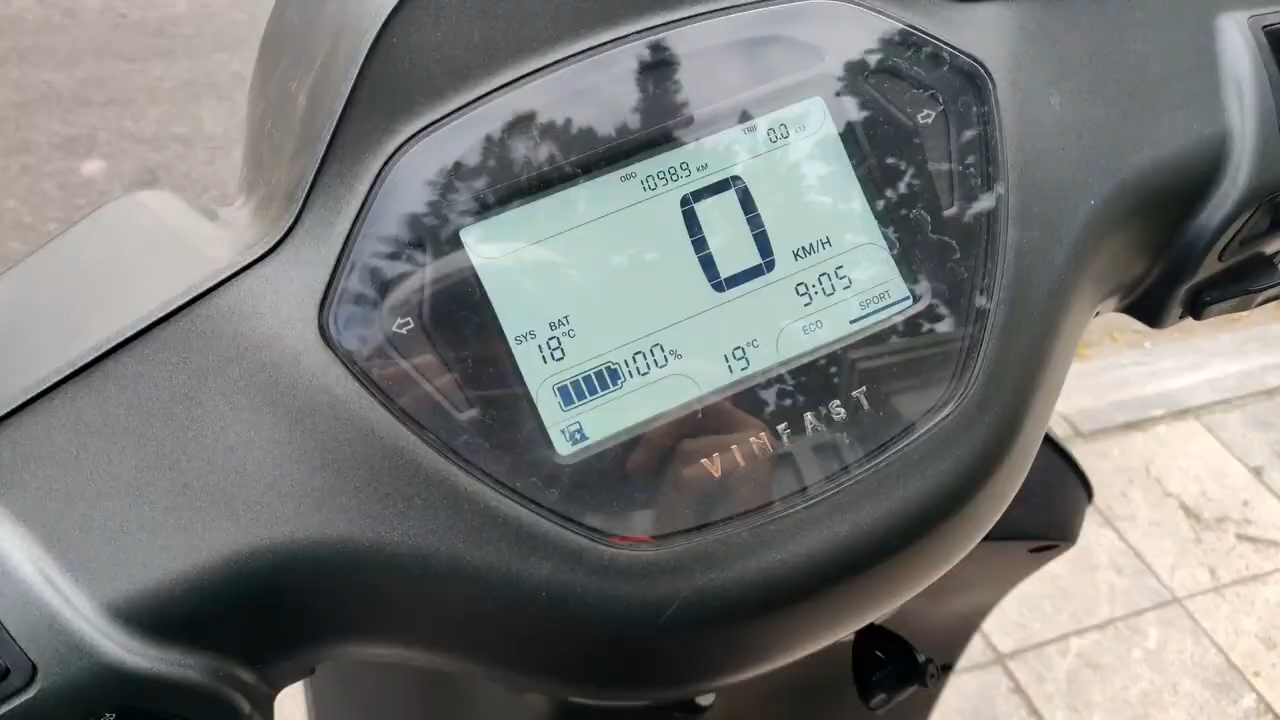 ODO 1098.9 KM TRIP 0.0 KM
0 KM/H
9:05
SYS BAT
18°C
100%
19°C
ECO SPORT
VINFAST